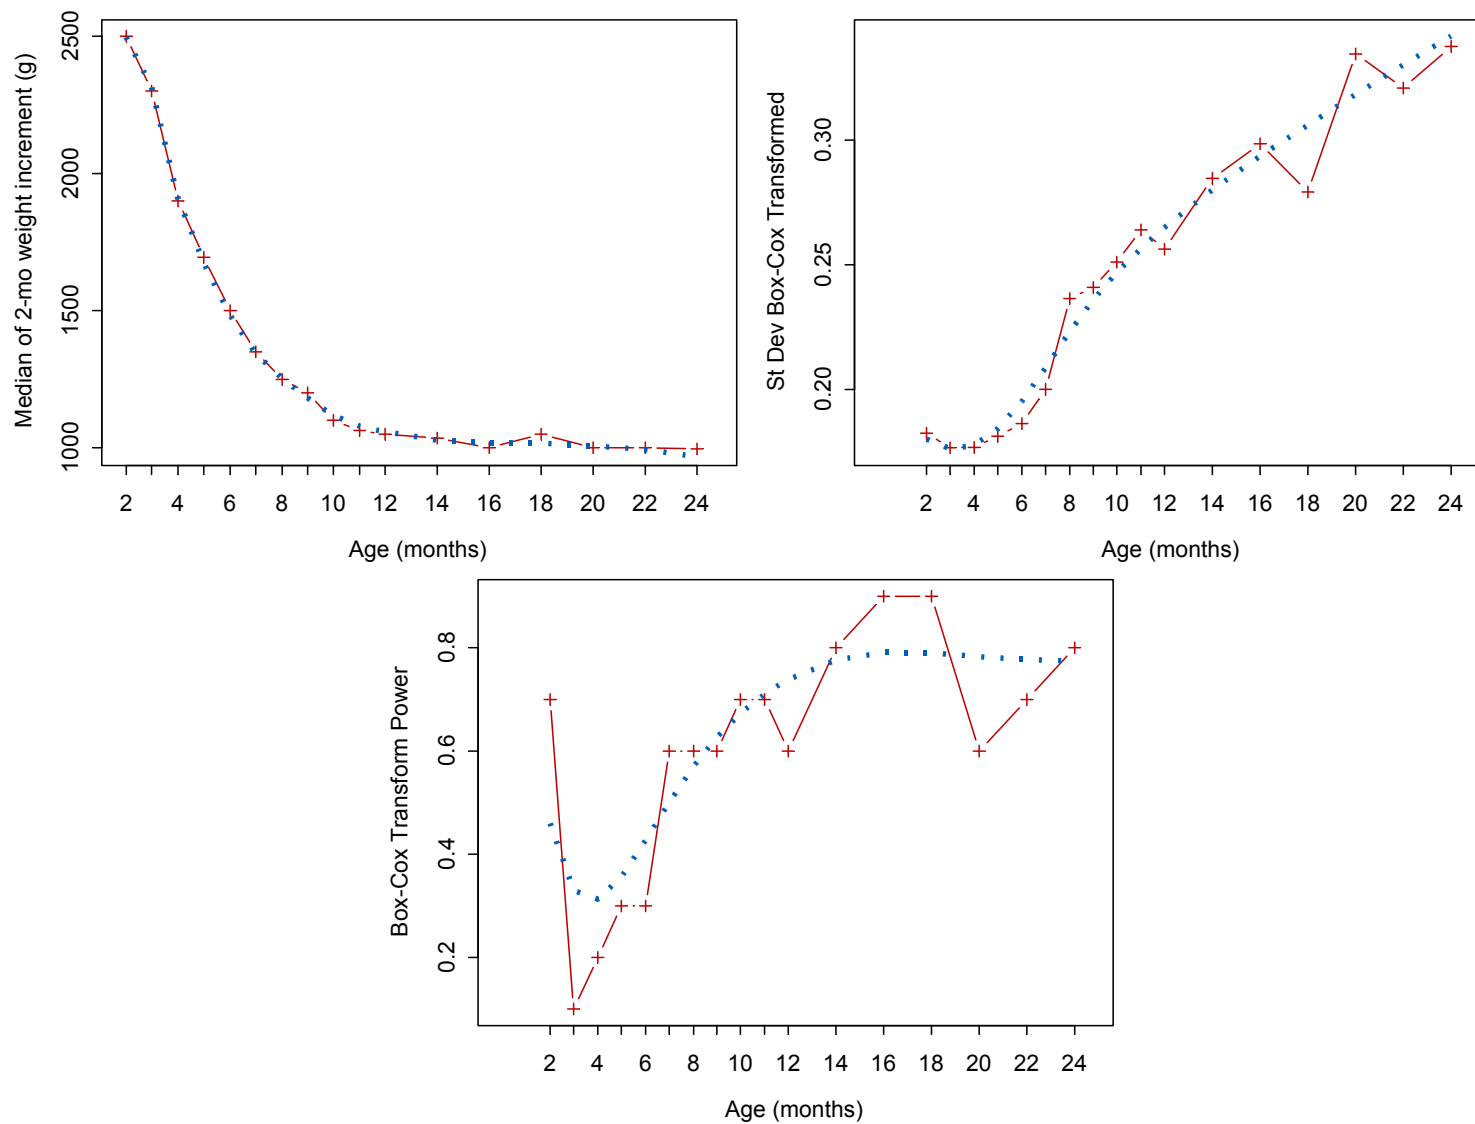 Median of 2-mo weight increment (g)
2500
2000
1500
1000
2 4 6 8 10 12 14 16 18 20 22 24
Age (months)
St Dev Box-Cox Transformed
0.30
0.25
0.20
2 4 6 8 10 12 14 16 18 20 22 24
Age (months)
Box-Cox Transform Power
0.8
0.6
0.4
0.2
2 4 6 8 10 12 14 16 18 20 22 24
Age (months)